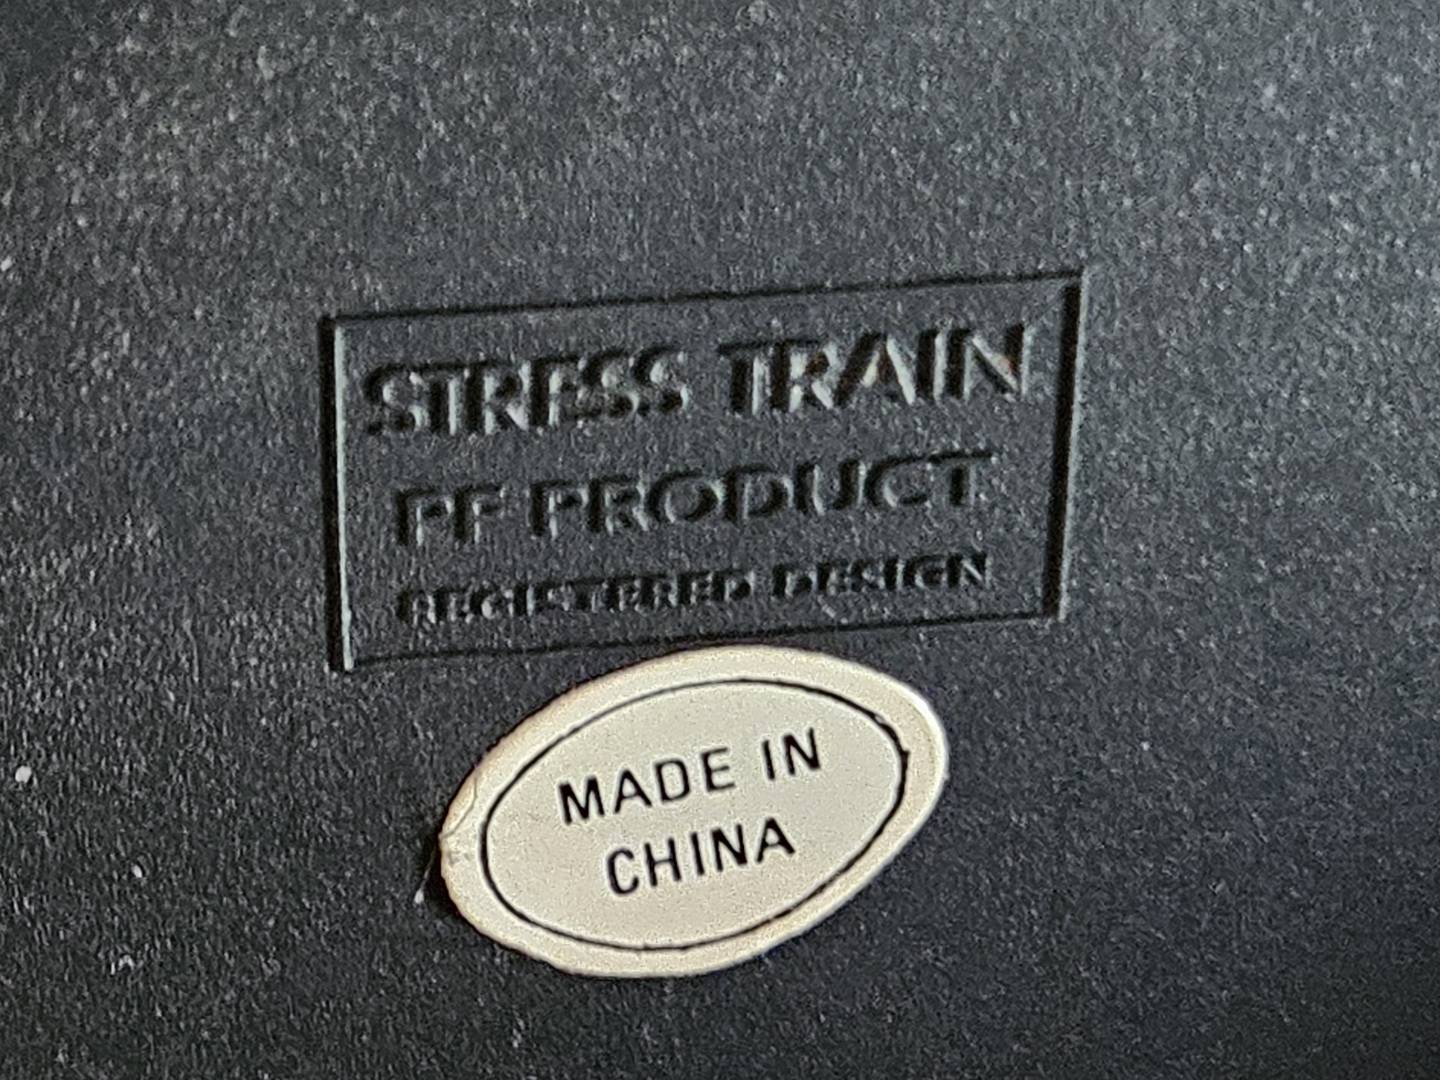 STRESS TRAIN
PF PRODUCT
REGISTERED DESIGN
MADE IN
CHINA